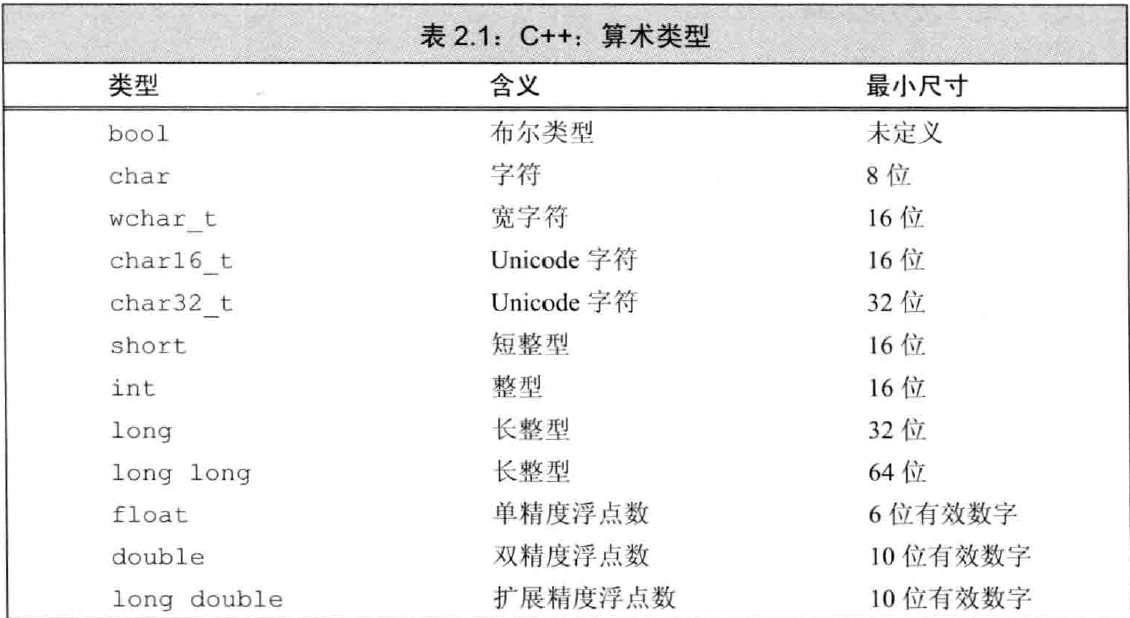 表 2.1：C++：算术类型
类型 含义 最小尺寸
bool 布尔类型 未定义
char 字符 8 位
wchar_t 宽字符 16 位
char16_t Unicode 字符 16 位
char32_t Unicode 字符 32 位
short 短整型 16 位
int 整型 16 位
long 长整型 32 位
long long 长整型 64 位
float 单精度浮点数 6 位有效数字
double 双精度浮点数 10 位有效数字
long double 扩展精度浮点数 10 位有效数字